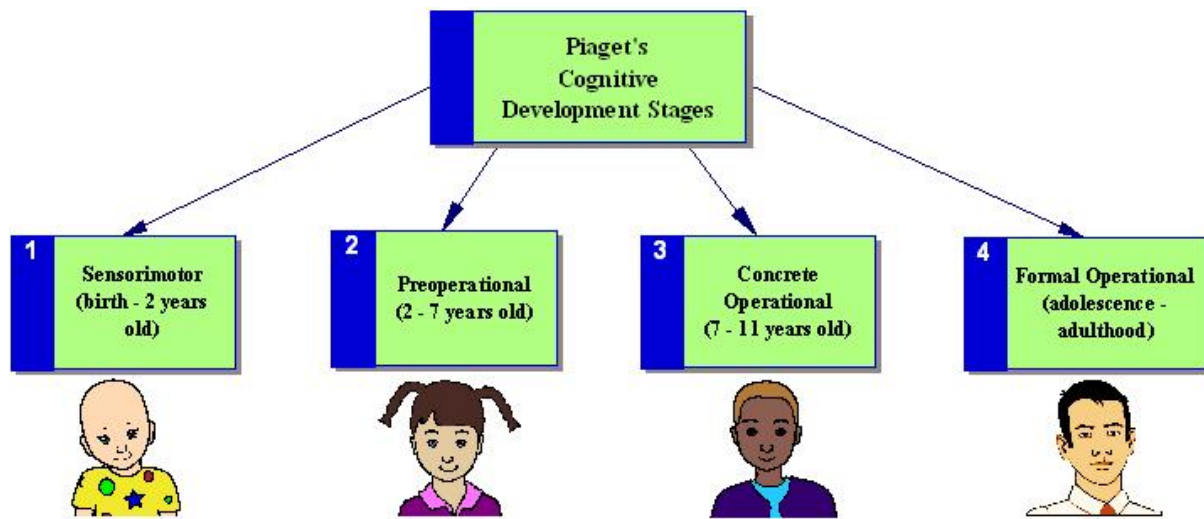 Piaget's
Cognitive
Development Stages
1
Sensorimotor
(birth - 2 years
old)
2
Preoperational
(2 - 7 years old)
3
Concrete
Operational
(7 - 11 years old)
4
Formal Operational
(adolescence -
adulthood)